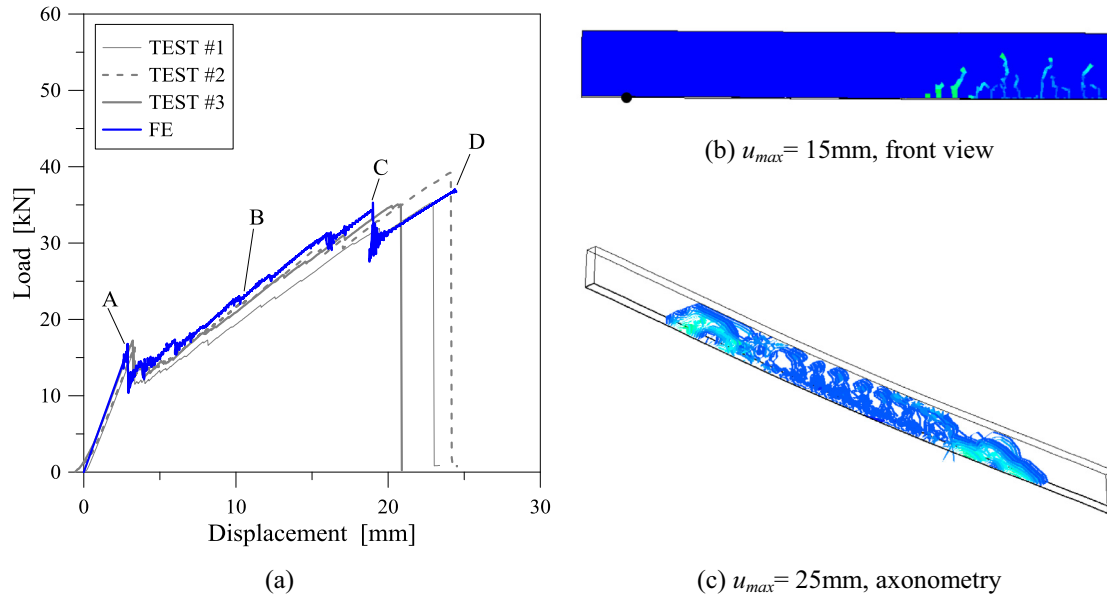 60
50
40
30
20
10
0
Load [kN]
TEST #1
TEST #2
TEST #3
FE
A
B
C
D
0
10
20
30
Displacement [mm]
(a)
(b) umax= 15mm, front view
(c) umax= 25mm, axonometry